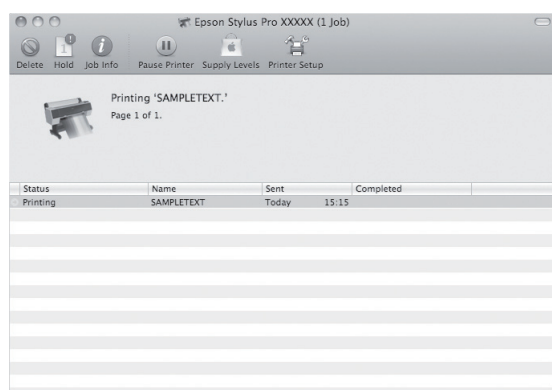 Epson Stylus Pro XXXXX (1 Job)
Delete Hold Job Info Pause Printer Supply Levels Printer Setup
Printing 'SAMPLETEXT.'
Page 1 of 1.
Status Name Sent Completed
Printing SAMPLETEXT Today 15:15